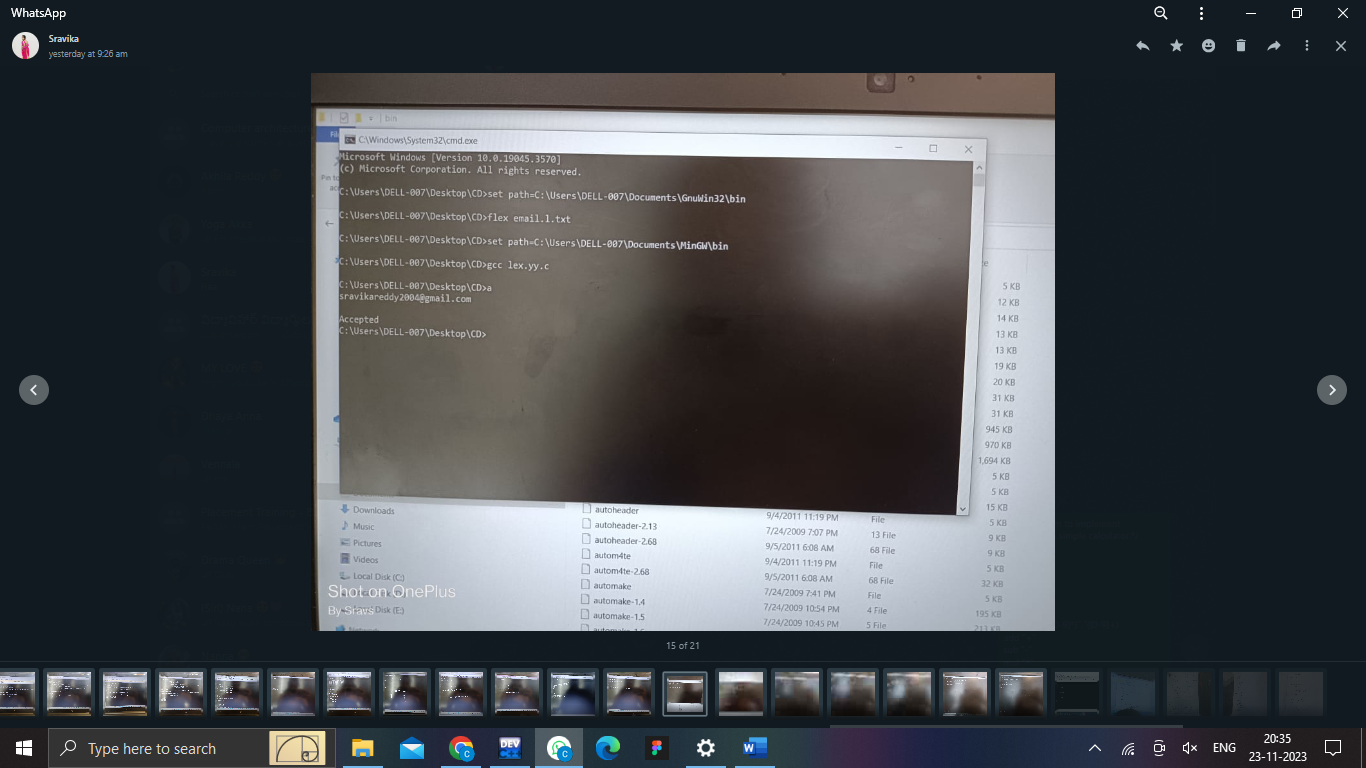 WhatsApp
Sravika
yesterday at 9:26 am
bin
C:\Windows\System32\cmd.exe
Microsoft Windows [Version 10.0.19045.3570]
(c) Microsoft Corporation. All rights reserved.
C:\Users\DELL-007\Desktop\CD>set path=C:\Users\DELL-007\Documents\GnuWin32\bin
C:\Users\DELL-007\Desktop\CD>flex email.l.txt
C:\Users\DELL-007\Desktop\CD>set path=C:\Users\DELL-007\Documents\MinGW\bin
C:\Users\DELL-007\Desktop\CD>gcc lex.yy.c
C:\Users\DELL-007\Desktop\CD>a
sravikareddy2004@gmail.com
Accepted
C:\Users\DELL-007\Desktop\CD>
5 KB
12 KB
14 KB
13 KB
13 KB
19 KB
20 KB
31 KB
31 KB
945 KB
970 KB
1,694 KB
5 KB
5 KB
15 KB
Downloads
autoheader 9/4/2011 11:19 PM File 5 KB
Music
autoheader-2.13 7/24/2009 7:07 PM 13 File 9 KB
Pictures
autoheader-2.68 9/5/2011 6:08 AM 68 File 9 KB
Videos
autom4te 9/4/2011 11:19 PM File 5 KB
Local Disk (C:)
autom4te-2.68 9/5/2011 6:08 AM 68 File 32 KB
Shot on OnePlus
automake 7/24/2009 7:41 PM File 5 KB
By Sravs
Disk (E:)
automake-1.4 7/24/2009 10:54 PM 4 File 195 KB
automake-1.5 7/24/2009 10:45 PM 5 File 213 KB
15 of 21
Type here to search
DEV
ENG
20:35
23-11-2023